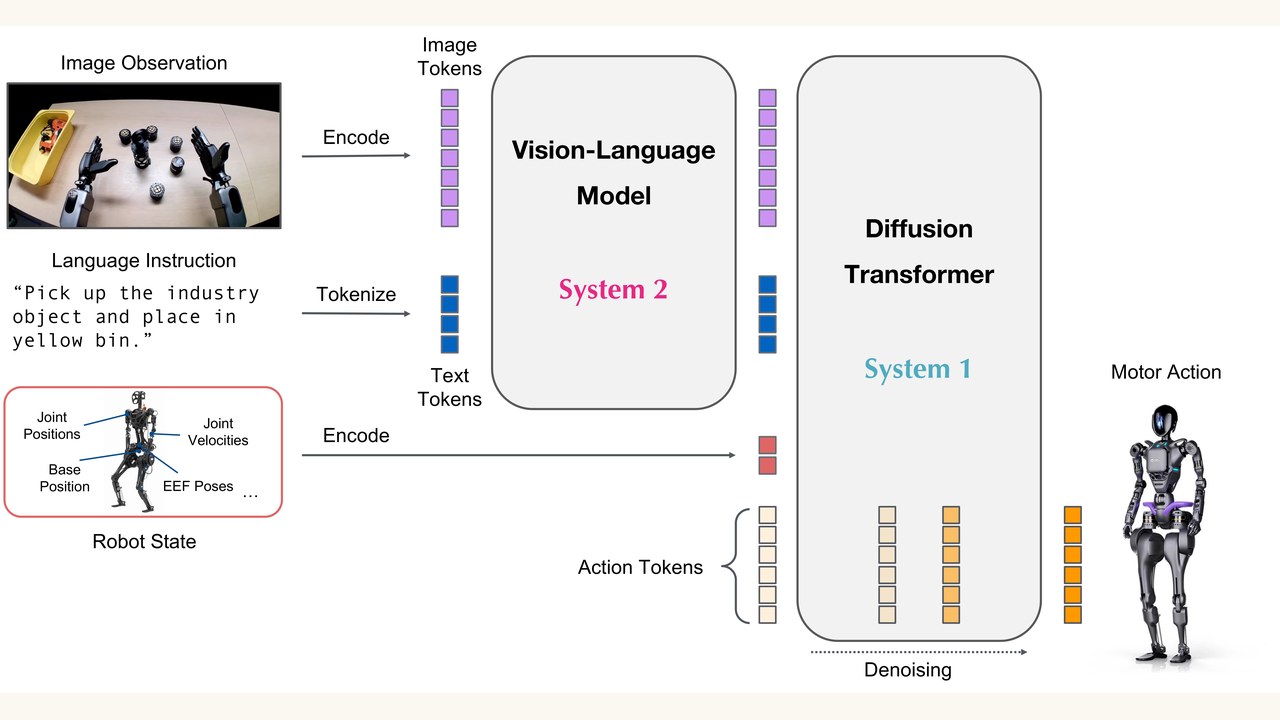 Image Observation
Encode
Image
Tokens
Vision-Language
Model
System 2
Diffusion
Transformer
System 1
Language Instruction
“Pick up the industry
object and place in
yellow bin.”
Tokenize
Text
Tokens
Joint
Positions
Joint
Velocities
Base
Position
EEF Poses
...
Robot State
Encode
Action Tokens
Denoising
Motor Action